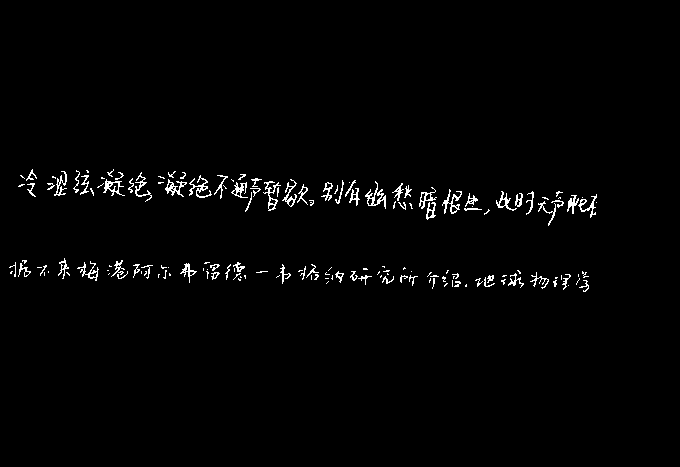 冷涩弦凝绝,凝绝不通声暂歇。别有幽愁暗恨生,此时无声胜
据不来梅港阿尔弗雷德一韦格纳研究所介绍,地球物理学